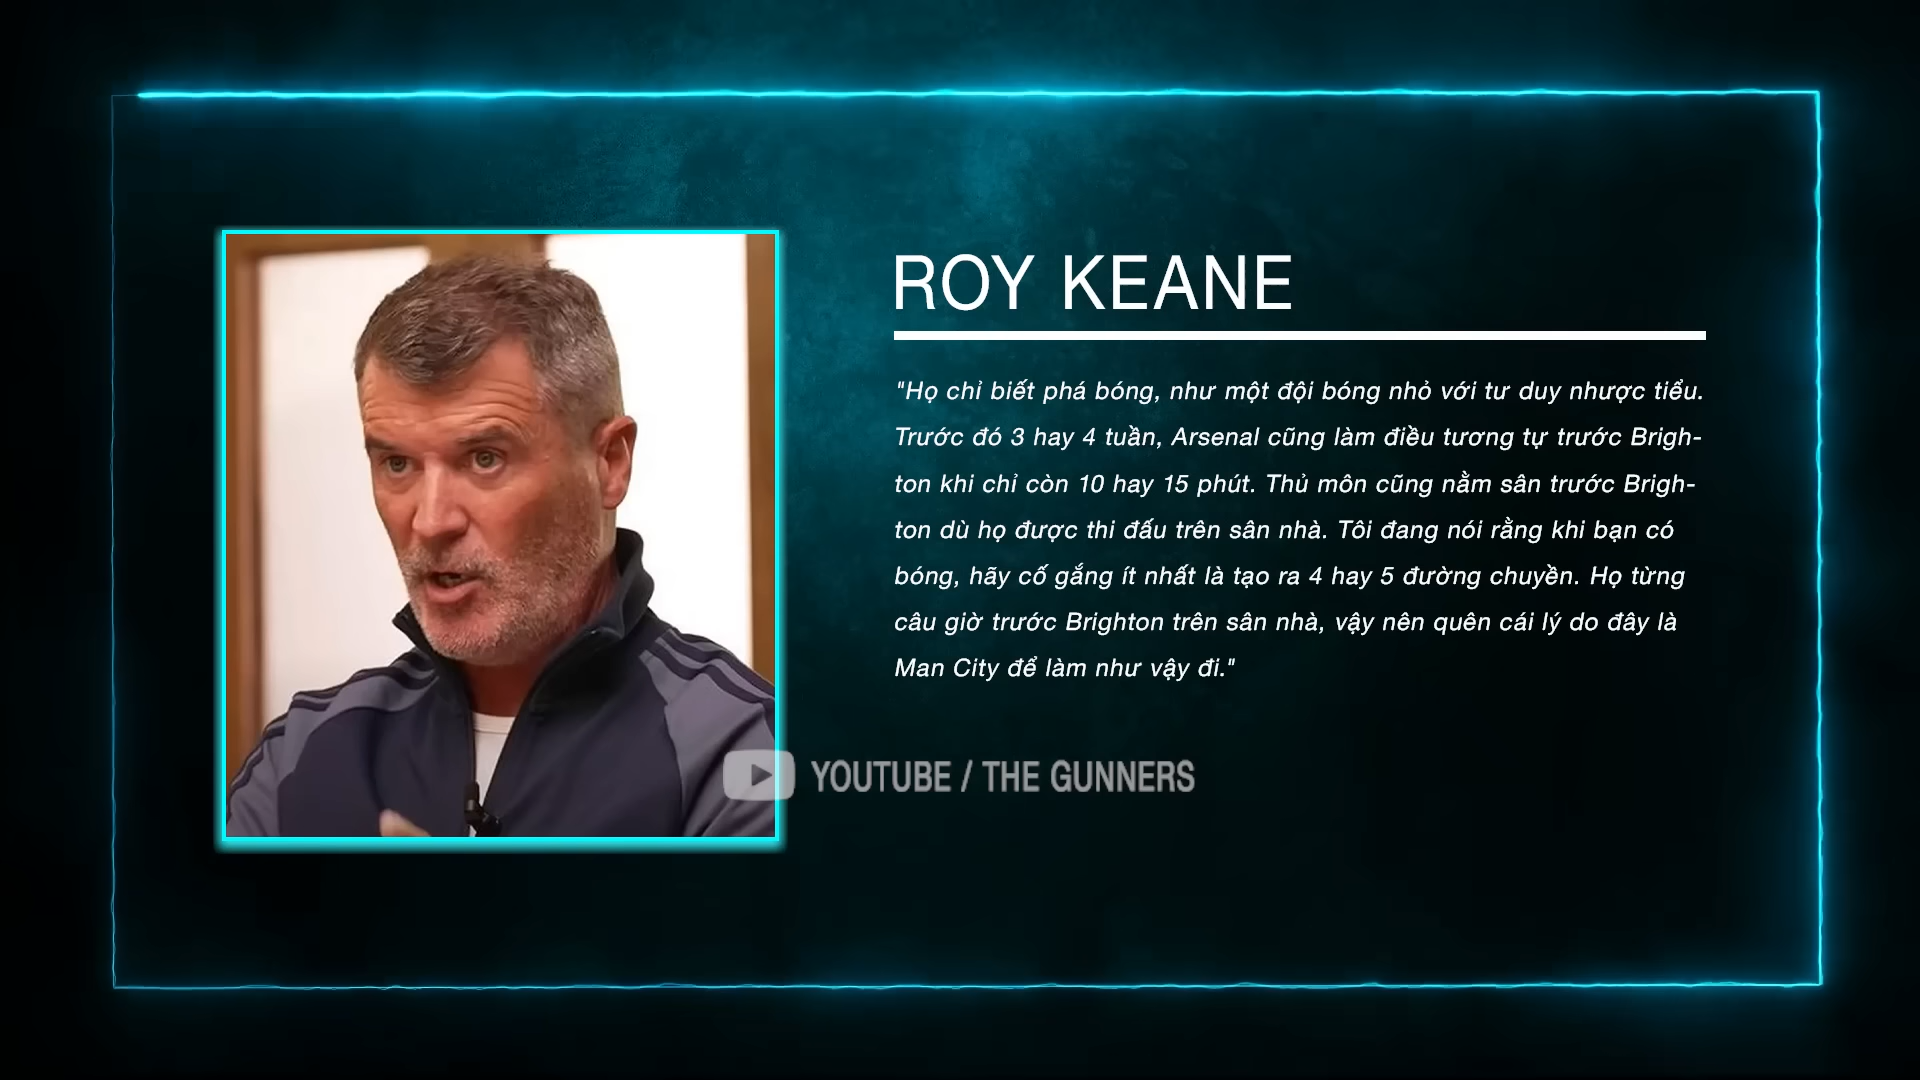 ROY KEANE
"Họ chỉ biết phá bóng, như một đội bóng nhỏ với tư duy nhược tiểu.
Trước đó 3 hay 4 tuần, Arsenal cũng làm điều tương tự trước Brigh-
ton khi chỉ còn 10 hay 15 phút. Thủ môn cũng nằm sân trước Brigh-
ton dù họ được thi đấu trên sân nhà. Tôi đang nói rằng khi bạn có
bóng, hãy cố gắng ít nhất là tạo ra 4 hay 5 đường chuyền. Họ từng
câu giờ trước Brighton trên sân nhà, vậy nên quên cái lý do đây là
Man City để làm như vậy đi."
YOUTUBE / THE GUNNERS